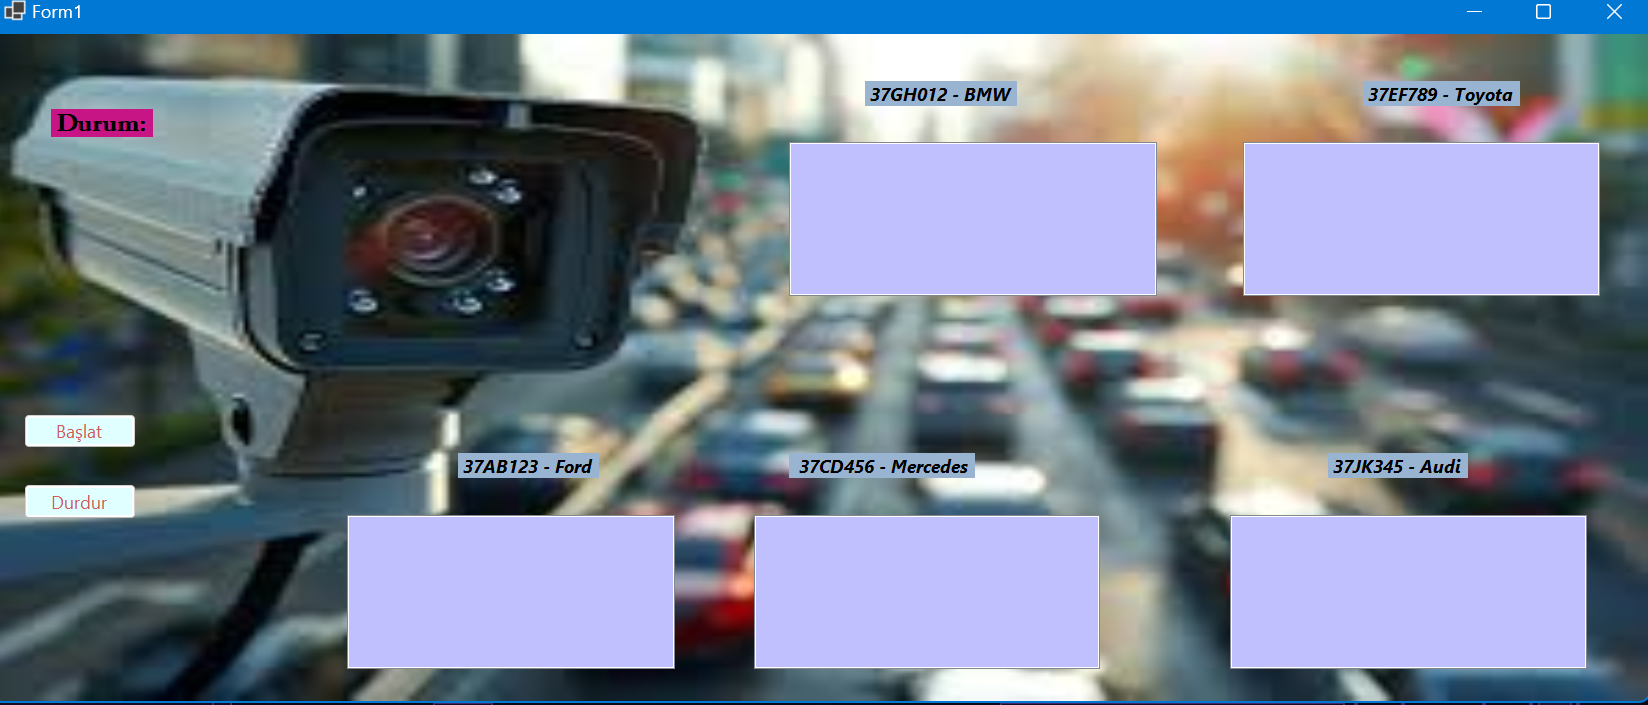 Form1
Durum:
37GH012 - BMW
37EF789 - Toyota
Başlat
Durdur
37AB123 - Ford
37CD456 - Mercedes
37JK345 - Audi